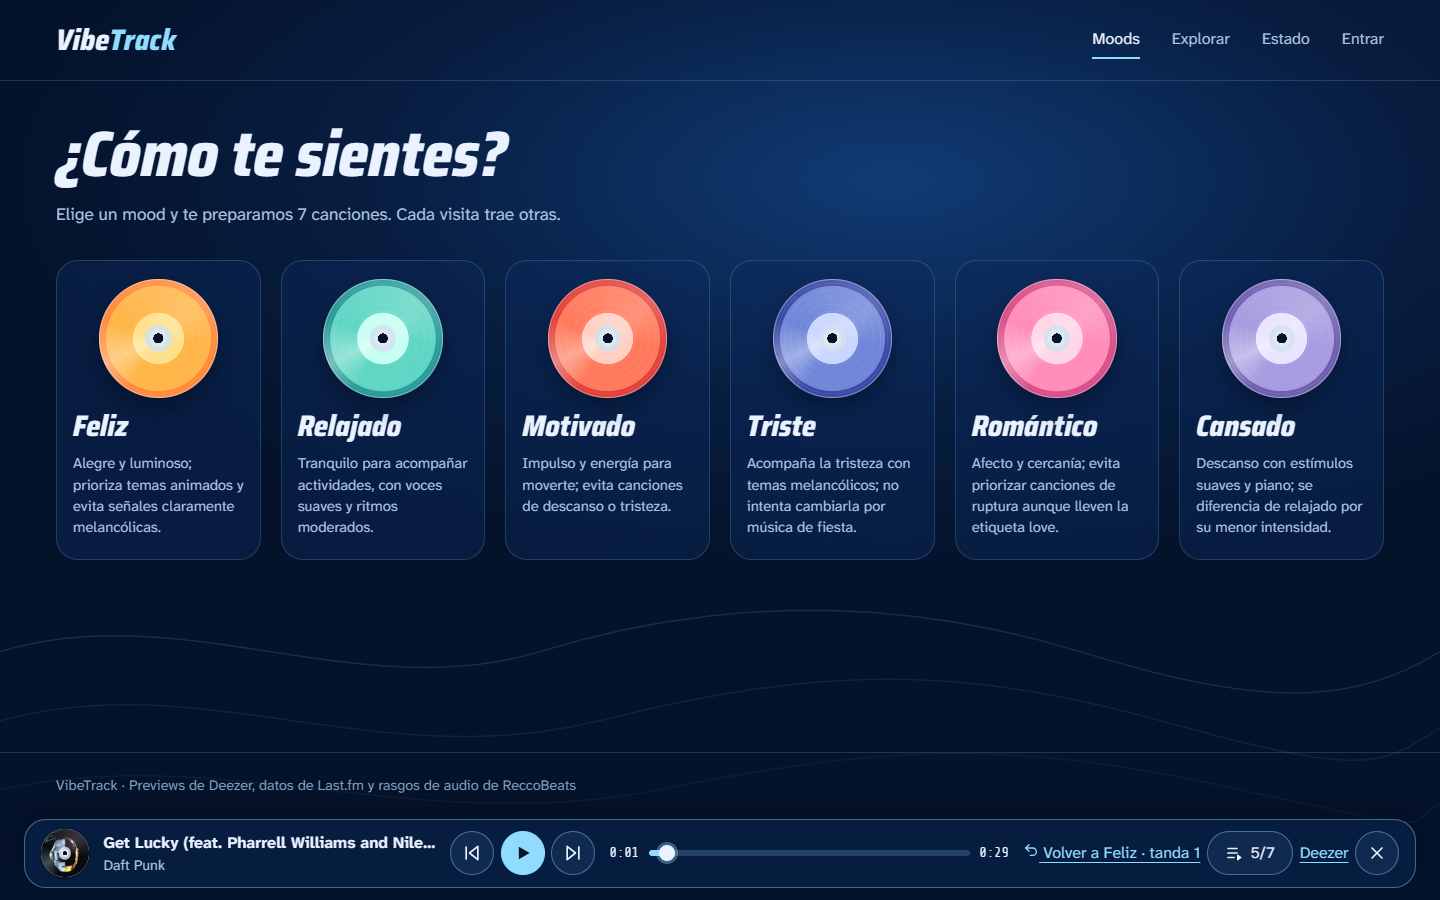 VibeTrack
Moods
Explorar
Estado
Entrar
¿Cómo te sientes?
Elige un mood y te preparamos 7 canciones. Cada visita trae otras.
Feliz
Alegre y luminoso;
prioriza temas animados y
evita señales claramente
melancólicas.
Relajado
Tranquilo para acompañar
actividades, con voces
suaves y ritmos
moderados.
Motivado
Impulso y energía para
moverte; evita canciones
de descanso o tristeza.
Triste
Acompaña la tristeza con
temas melancólicos; no
intenta cambiarla por
música de fiesta.
Romántico
Afecto y cercanía; evita
priorizar canciones de
ruptura aunque lleven la
etiqueta love.
Cansado
Descanso con estímulos
suaves y piano; se
diferencia de relajado por
su menor intensidad.
VibeTrack · Previews de Deezer, datos de Last.fm y rasgos de audio de ReccoBeats
Get Lucky (feat. Pharrell Williams and Nile...
Daft Punk
0:01
0:29
Volver a Feliz · tanda 1
5/7
Deezer